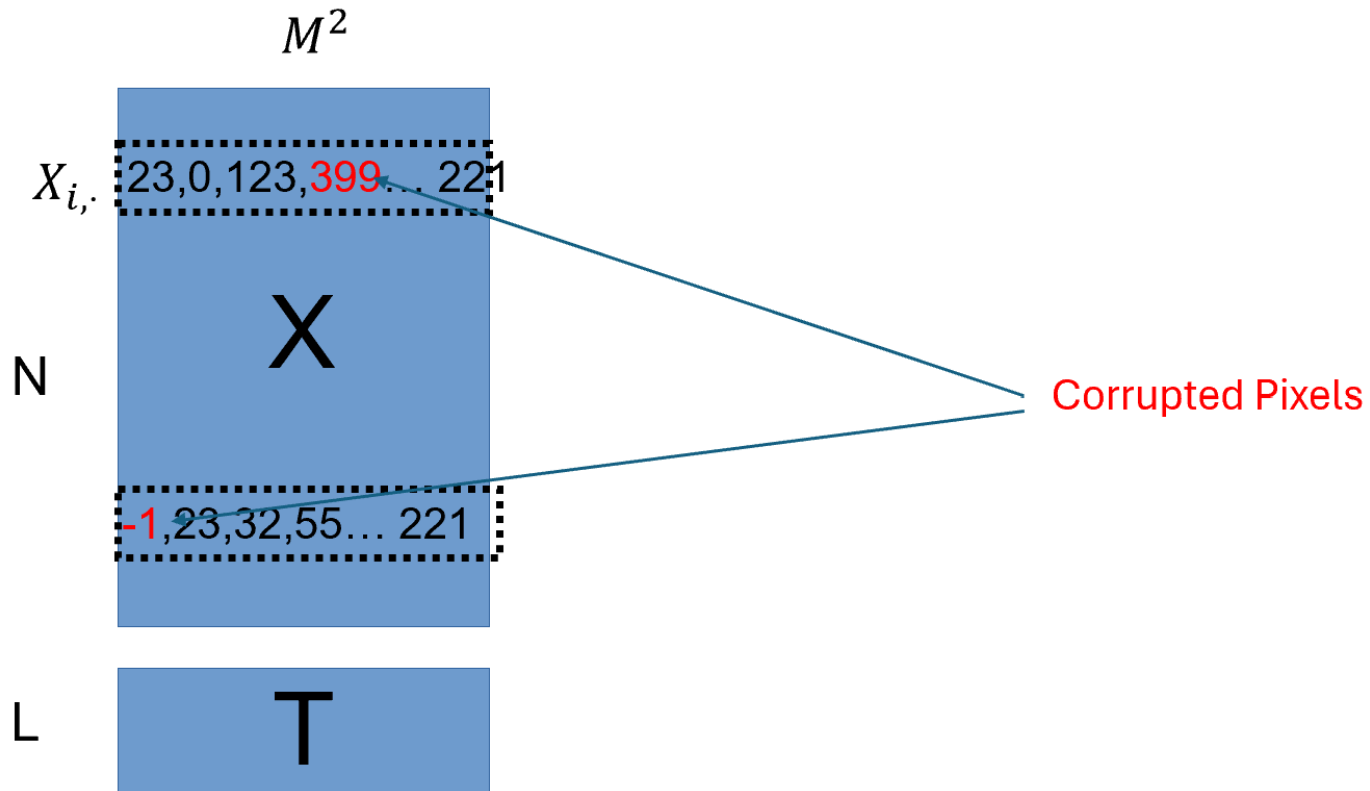 M²
X_{i,·}
23,0,123,399... 221
X
N
Corrupted Pixels
-1,23,32,55... 221
L
T